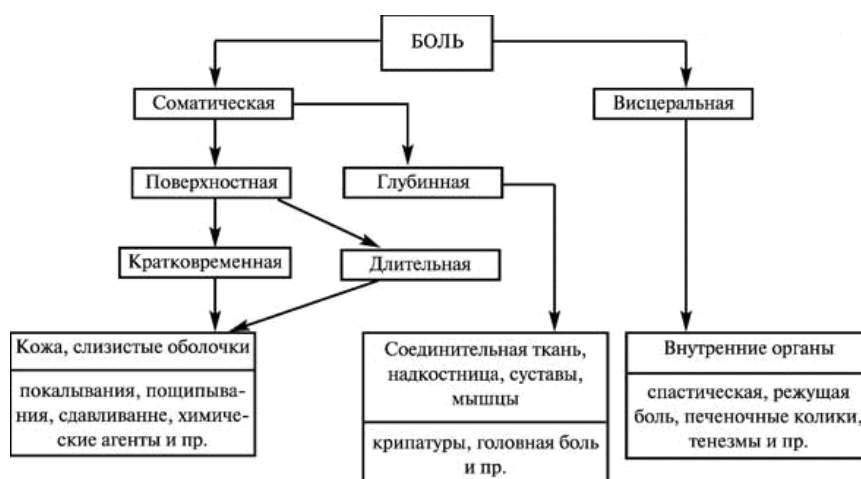 БОЛЬ
Соматическая
Висцеральная
Поверхностная
Глубинная
Кратковременная
Длительная
Кожа, слизистые оболочки
покалывания, пощипыва-
ния, сдавливанне, химиче-
ские агенты и пр.
Соединительная ткань,
надкостница, суставы,
мышцы
крипатуры, головная боль
и пр.
Внутренние органы
спастическая, режущая
боль, печеночные колики,
тенезмы и пр.